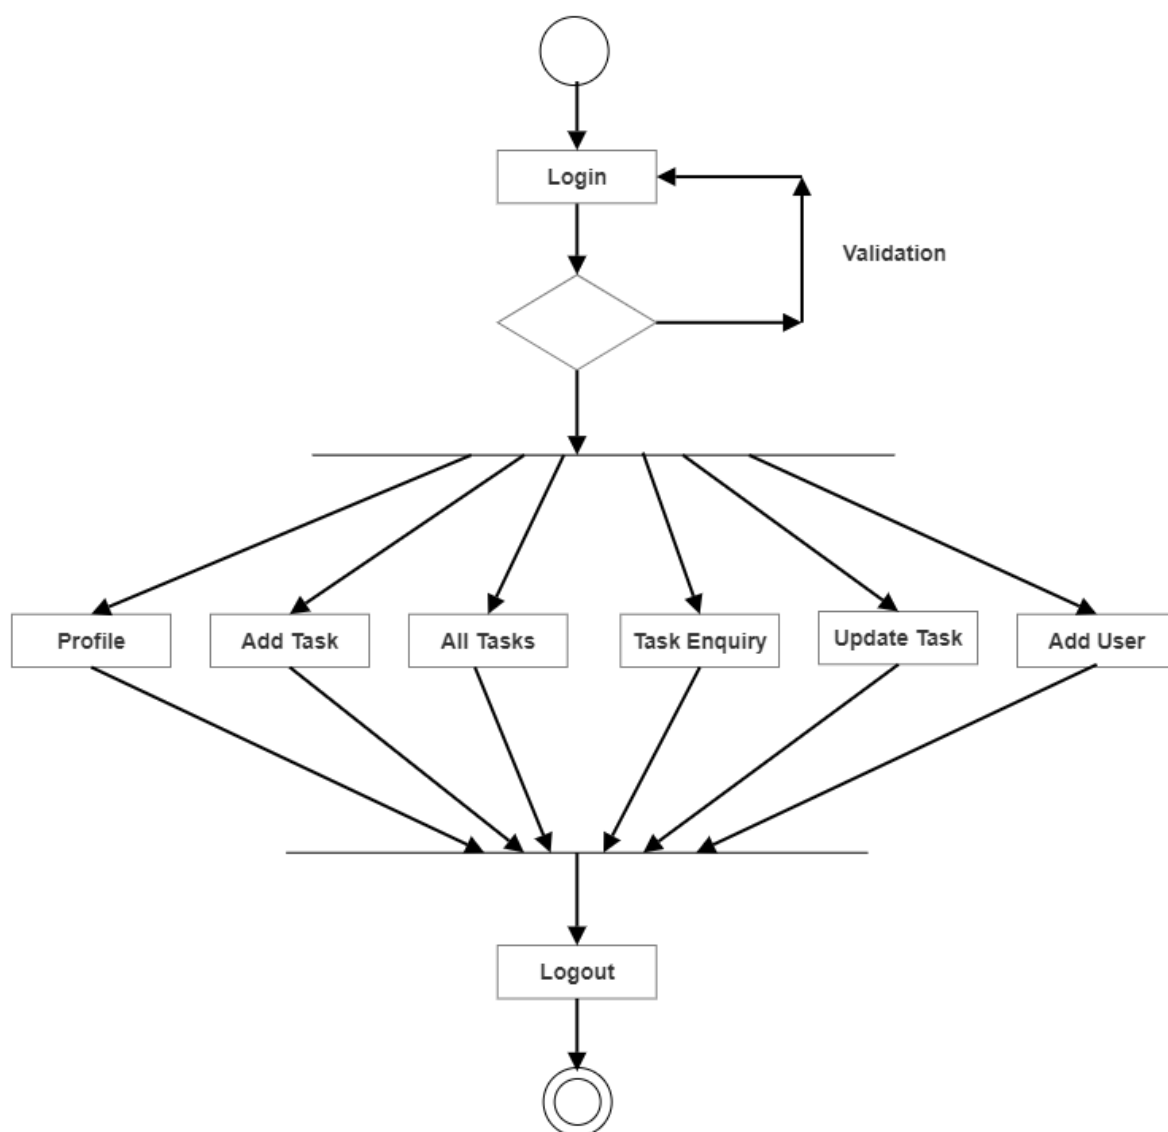 Login
Validation
Profile
Add Task
All Tasks
Task Enquiry
Update Task
Add User
Logout